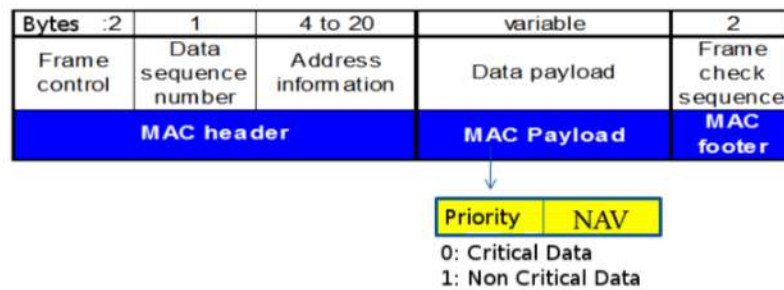 Bytes :2 1 4 to 20 variable 2
Frame control Data sequence number Address information Data payload Frame check sequence
MAC header MAC Payload MAC footer
Priority NAV
0: Critical Data
1: Non Critical Data